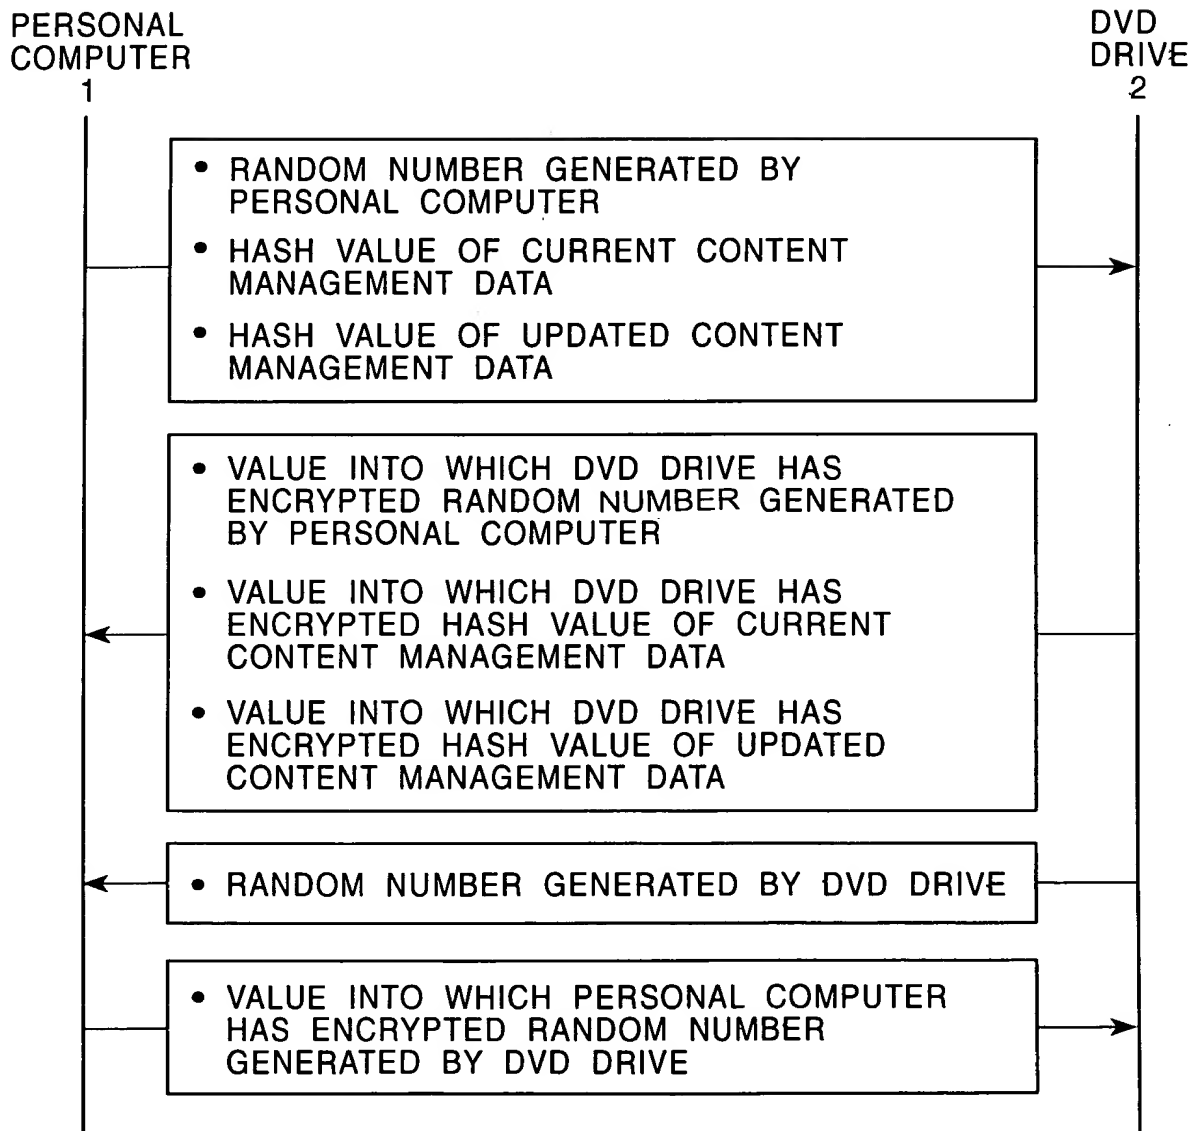 PERSONAL
COMPUTER
1
DVD
DRIVE
2
• RANDOM NUMBER GENERATED BY
PERSONAL COMPUTER
• HASH VALUE OF CURRENT CONTENT
MANAGEMENT DATA
• HASH VALUE OF UPDATED CONTENT
MANAGEMENT DATA
• VALUE INTO WHICH DVD DRIVE HAS
ENCRYPTED RANDOM NUMBER GENERATED
BY PERSONAL COMPUTER
• VALUE INTO WHICH DVD DRIVE HAS
ENCRYPTED HASH VALUE OF CURRENT
CONTENT MANAGEMENT DATA
• VALUE INTO WHICH DVD DRIVE HAS
ENCRYPTED HASH VALUE OF UPDATED
CONTENT MANAGEMENT DATA
• RANDOM NUMBER GENERATED BY DVD DRIVE
• VALUE INTO WHICH PERSONAL COMPUTER
HAS ENCRYPTED RANDOM NUMBER
GENERATED BY DVD DRIVE